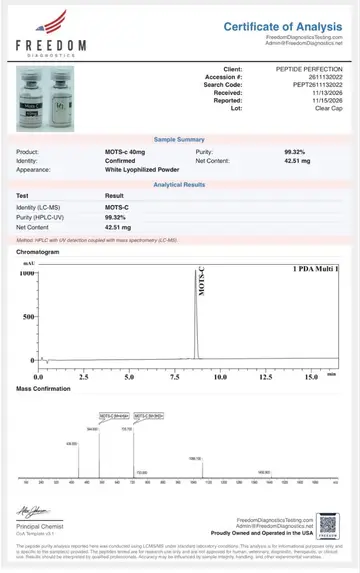 FREEDOM
DIAGNOSTICS
Certificate of Analysis
FreedomDiagnosticsTesting.com
Admin@FreedomDiagnostics.net
Client: PEPTIDE PERFECTION
Accession #: 2611132022
Search Code: PEPT2611132022
Received: 11/13/2026
Reported: 11/15/2026
Lot: Clear Cap
Sample Summary
Product: MOTS-c 40mg Purity: 99.32%
Identity: Confirmed Net Content: 42.51 mg
Appearance: White Lyophilized Powder
Analytical Results
Test Result
Identity (LC-MS) MOTS-C
Purity (HPLC-UV) 99.32%
Net Content 42.51 mg
Method: HPLC with UV detection coupled with mass spectrometry (LC-MS).
Chromatogram
mAU
1000
500
0
MOTS-C
1 PDA Multi 1
0.0 2.5 5.0 7.5 10.0 12.5 15.0 min
Mass Confirmation
Principal Chemist
CoA Template v3.1
FreedomDiagnosticsTesting.com
Admin@FreedomDiagnostics.net
Proudly Owned and Operated in the USA